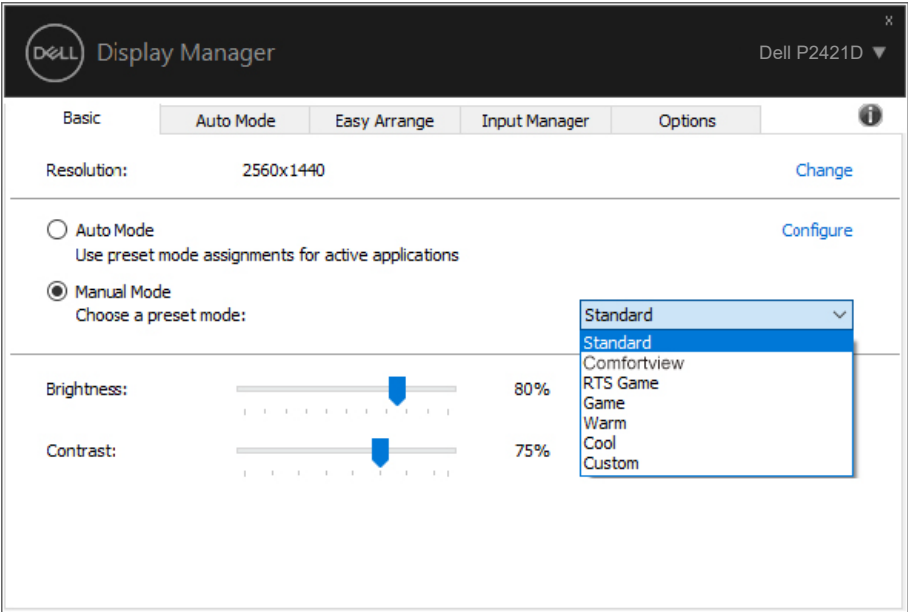 x
DELL Display Manager
Dell P2421D ▼
Basic Auto Mode Easy Arrange Input Manager Options i
Resolution: 2560x1440 Change
Auto Mode Configure
Use preset mode assignments for active applications
Manual Mode
Choose a preset mode: Standard
Standard
Comfortview
RTS Game
Game
Warm
Cool
Custom
Brightness: 80%
Contrast: 75%